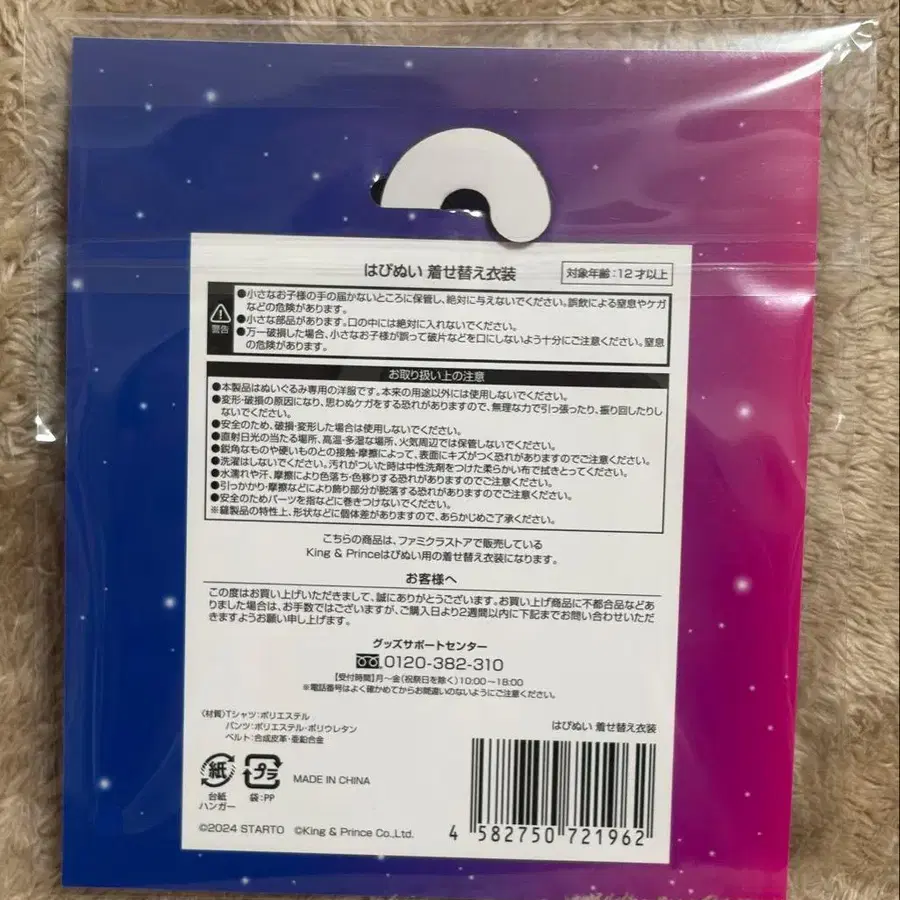 はぴぬい 着せ替え衣装
対象年齢:12才以上
警告
●小さなお子様の手の届かないところに保管し、絶対に与えないでください。誤飲による窒息やケガ
などの危険があります。
●小さな部品があります。口の中には絶対に入れないでください。
●万一破損した場合、小さなお子様が誤って破片などを口にしないよう十分にご注意ください。窒息
の危険があります。
お取り扱い上の注意
●本製品はぬいぐるみ専用の洋服です。本来の用途以外には使用しないでください。
●変形・破損の原因になり、思わぬケガをする恐れがありますので、無理な力で引っ張ったり、振り回したりし
ないでください。
●安全のため、破損・変形した場合は使用しないでください。
●直射日光の当たる場所、高温・多湿な場所、火気周辺では保管しないでください。
●鋭角なものや硬いものとの接触・摩擦によって、表面にキズがつく恐れがありますのでご注意ください。
●洗濯はしないでください。汚れがついた時は中性洗剤をつけた柔らかい布で拭きとってください。
●水濡れや汗、摩擦により色落ち・色移りする恐れがありますのでご注意ください。
●引っかかり・摩擦などにより飾り部分が脱落する恐れがありますのでご注意ください。
●安全のためパーツを指などに巻きつけないでください。
※縫製品の特性上、形状などに個体差がありますので、あらかじめご了承ください。
こちらの商品は、ファミクラストアで販売している
King & Princeはぴぬい用の着せ替え衣装になります。
お客様へ
この度はお買い上げいただきまして、誠にありがとうございます。お買い上げ商品に不都合品などあ
りました場合は、お手数ではございますが、ご購入日より2週間以内に下記までお問い合わせいただ
きますようお願い申し上げます。
グッズサポートセンター
0120-382-310
【受付時間】月～金(祝祭日を除く)10:00～18:00
※電話番号はよく確かめてからお間違いのないようにご注意ください。
〈材質〉Tシャツ:ポリエステル
パンツ:ポリエステル・ポリウレタン
ベルト:合成皮革・亜鉛合金
はぴぬい 着せ替え衣装
紙
プラ
MADE IN CHINA
台紙
ハンガー
袋:PP
©2024 STARTO ©King & Prince Co.,Ltd.
4 582750 721962